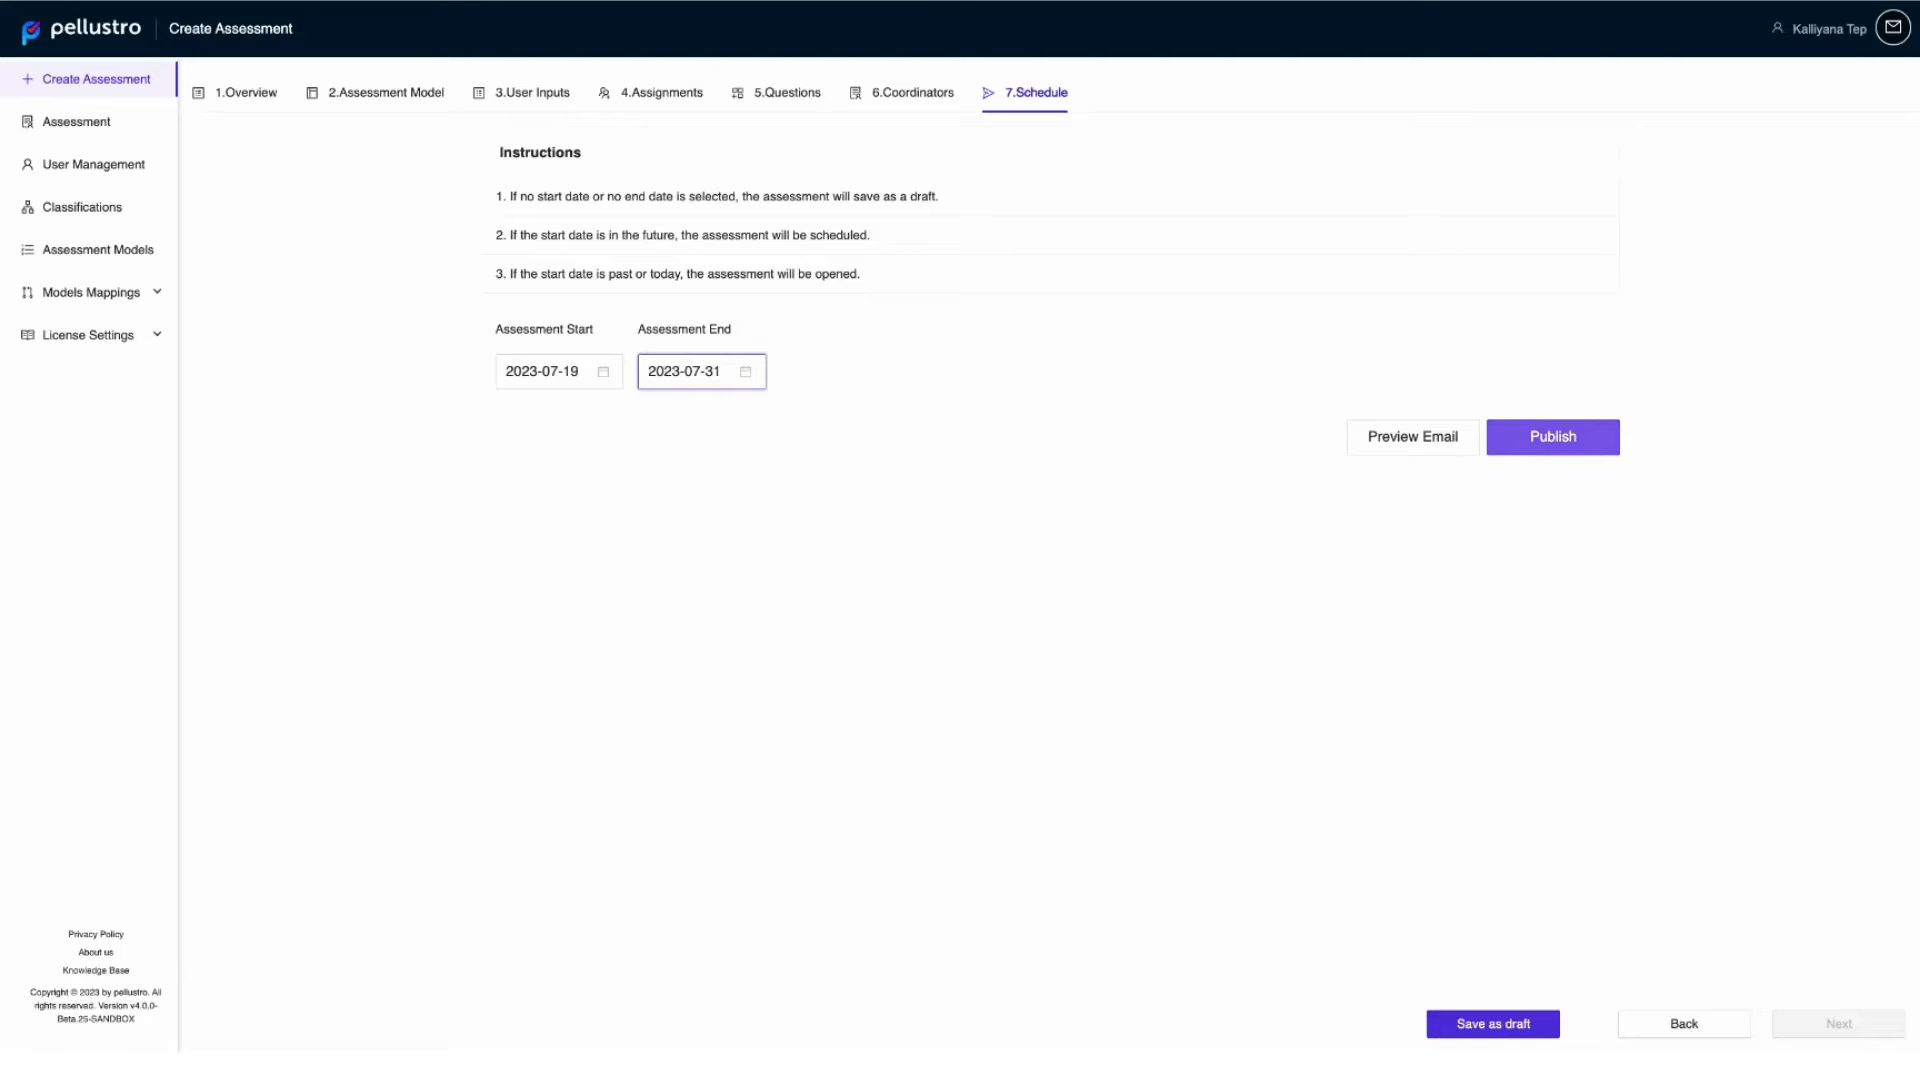 pellustro
Create Assessment
Kalliyana Tep
Create Assessment
Assessment
User Management
Classifications
Assessment Models
Models Mappings
License Settings
1.Overview
2.Assessment Model
3.User Inputs
4.Assignments
5.Questions
6.Coordinators
7.Schedule
Instructions
1. If no start date or no end date is selected, the assessment will save as a draft.
2. If the start date is in the future, the assessment will be scheduled.
3. If the start date is past or today, the assessment will be opened.
Assessment Start
Assessment End
2023-07-19
2023-07-31
Preview Email
Publish
Privacy Policy
About us
Knowledge Base
Copyright © 2023 by pellustro. All
rights reserved. Version v4.0.0-
Beta.25-SANDBOX
Save as draft
Back
Next